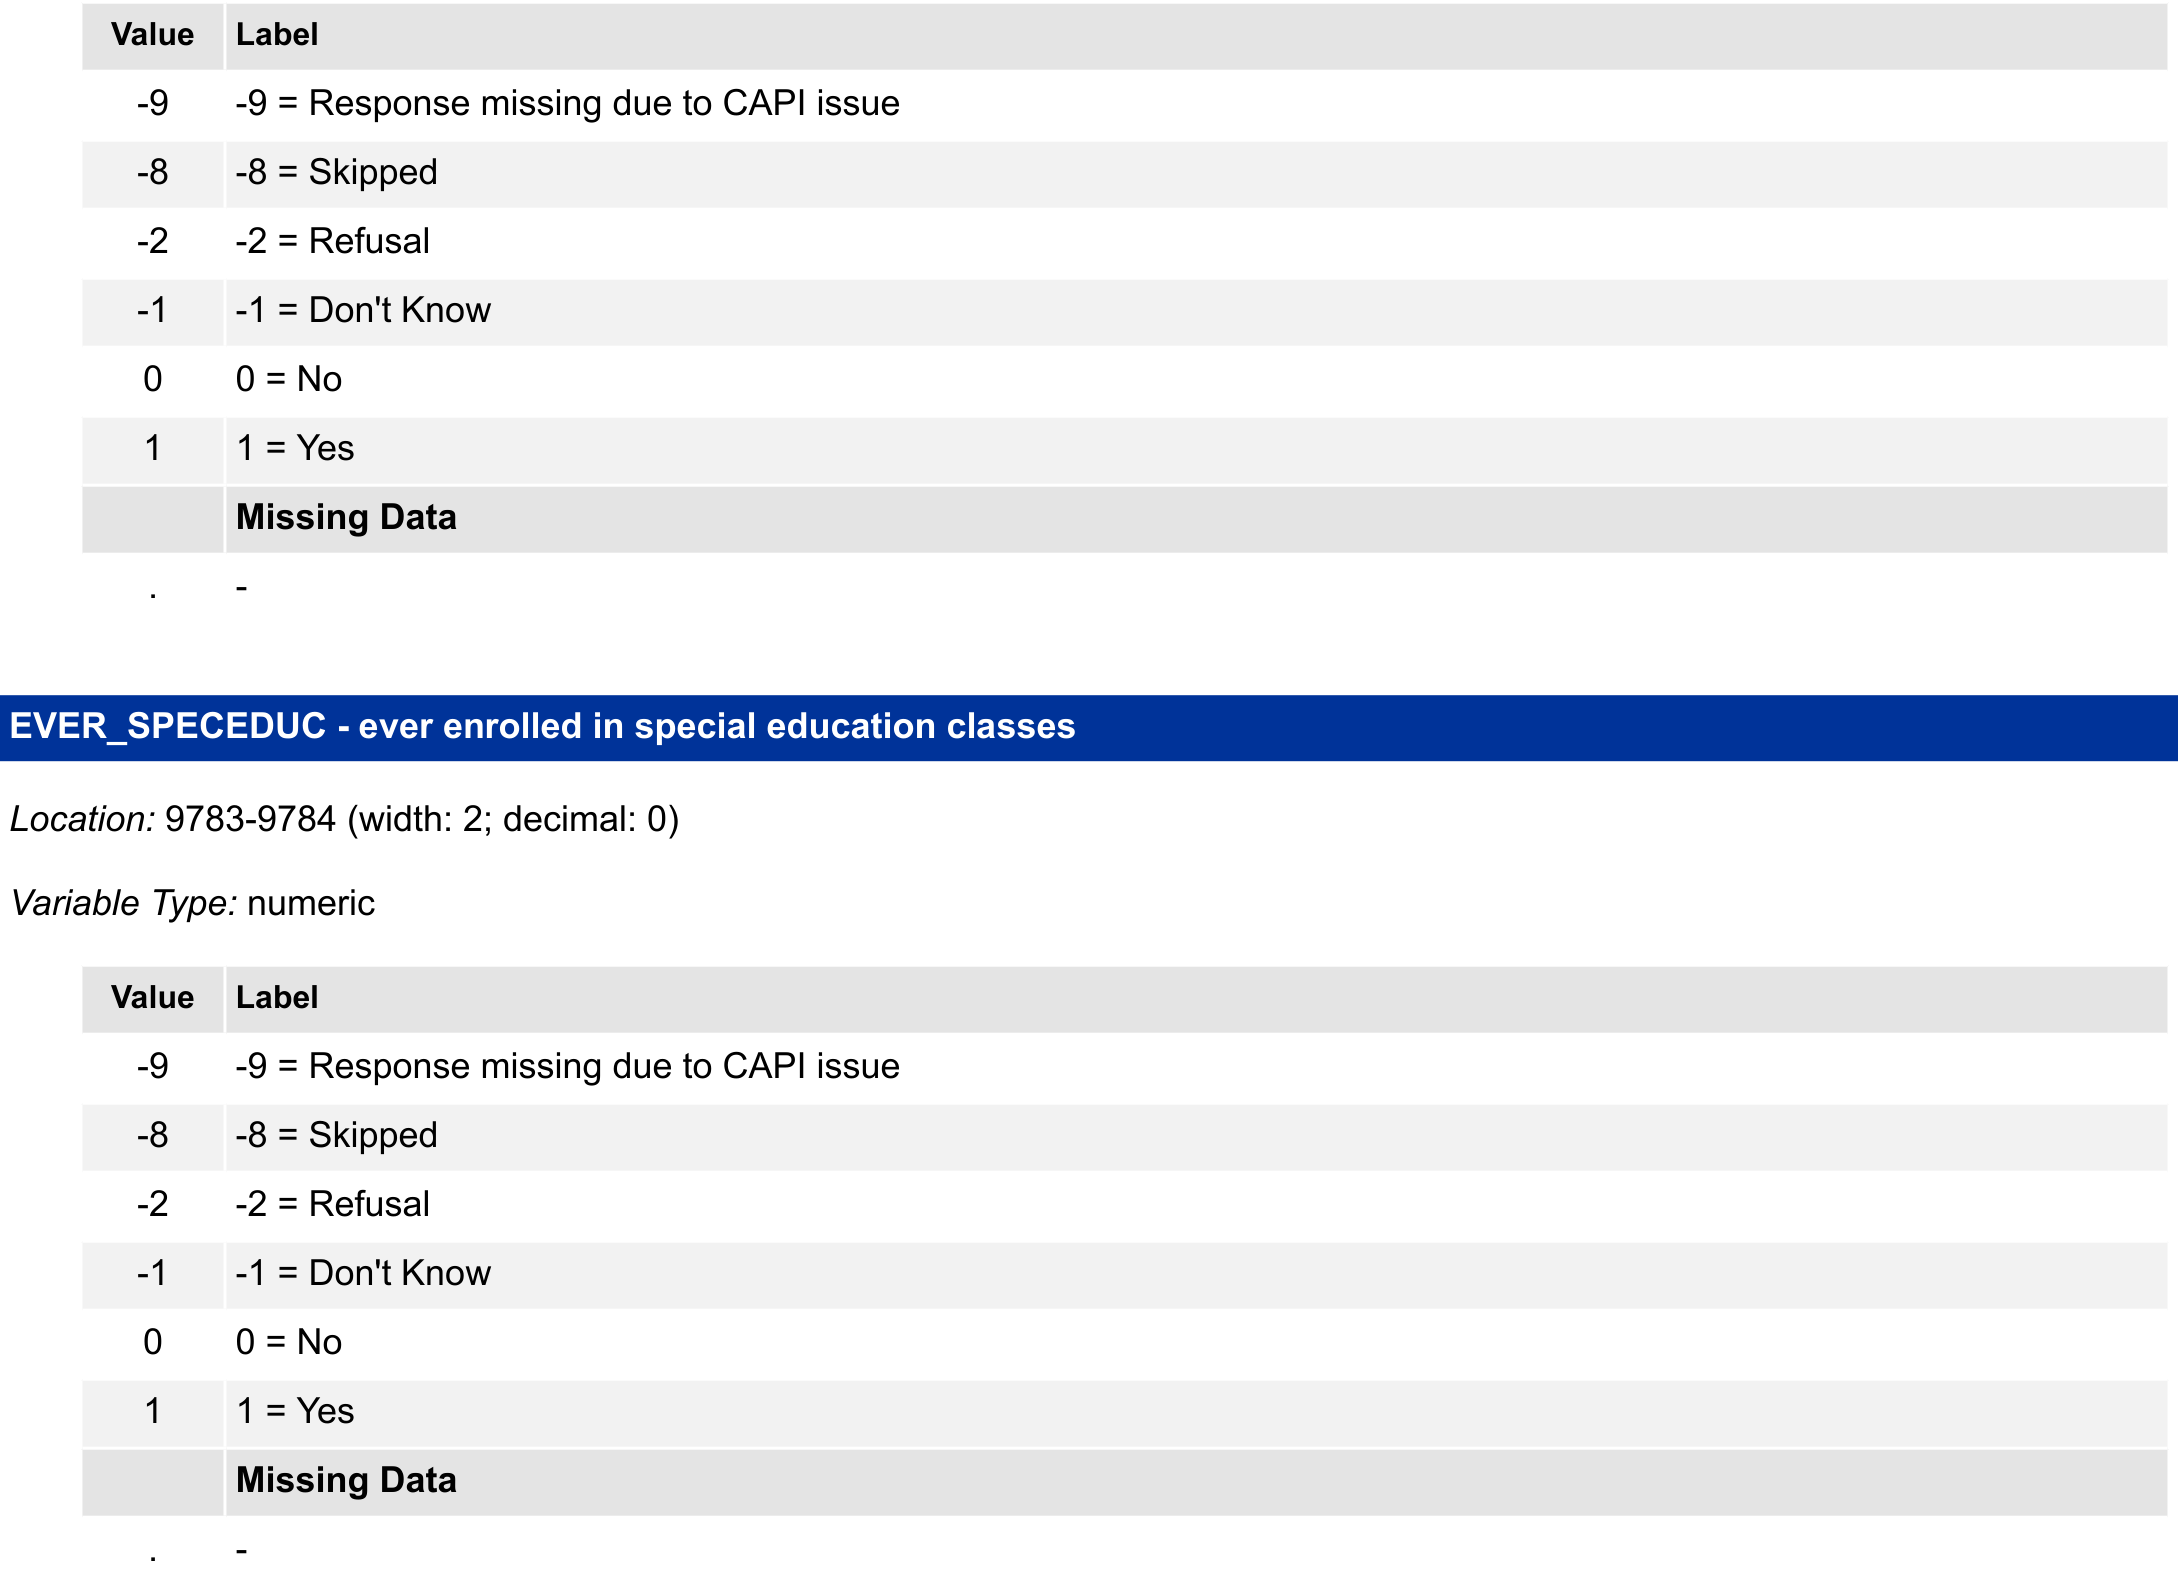 Value Label
-9 -9 = Response missing due to CAPI issue
-8 -8 = Skipped
-2 -2 = Refusal
-1 -1 = Don't Know
0 0 = No
1 1 = Yes
Missing Data
. -
EVER_SPECEDUC - ever enrolled in special education classes
Location: 9783-9784 (width: 2; decimal: 0)
Variable Type: numeric
Value Label
-9 -9 = Response missing due to CAPI issue
-8 -8 = Skipped
-2 -2 = Refusal
-1 -1 = Don't Know
0 0 = No
1 1 = Yes
Missing Data
. -